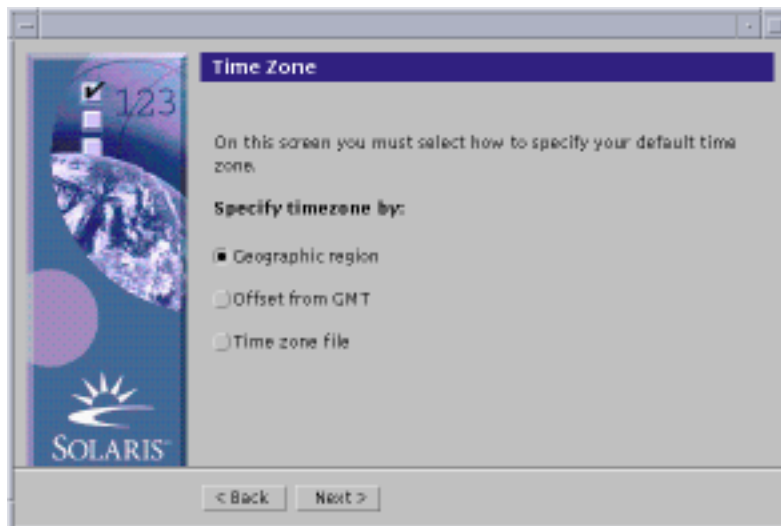 Time Zone
123
On this screen you must select how to specify your default time
zone.
Specify timezone by:
Geographic region
Offset from GMT
Time zone file
SOLARIS™
< Back
Next >